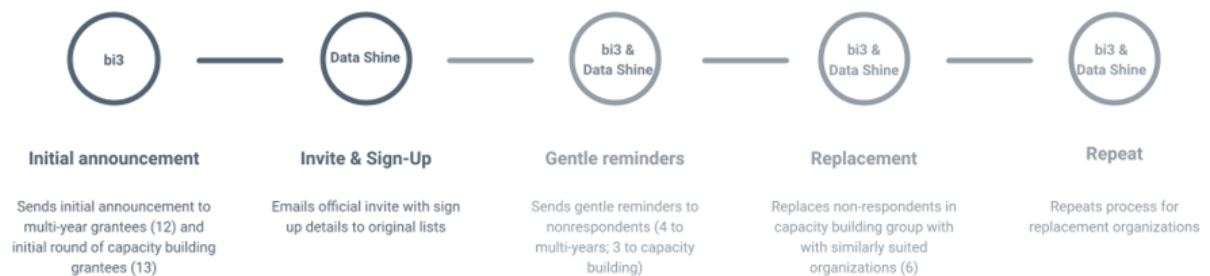 bi3
Data Shine
bi3 &
Data Shine
bi3 &
Data Shine
bi3 &
Data Shine
Initial announcement
Sends initial announcement to
multi-year grantees (12) and
initial round of capacity building
grantees (13)
Invite & Sign-Up
Emails official invite with sign
up details to original lists
Gentle reminders
Sends gentle reminders to
nonrespondents (4 to
multi-years; 3 to capacity
building)
Replacement
Replaces non-respondents in
capacity building group with
with similarly suited
organizations (6)
Repeat
Repeats process for
replacement organizations